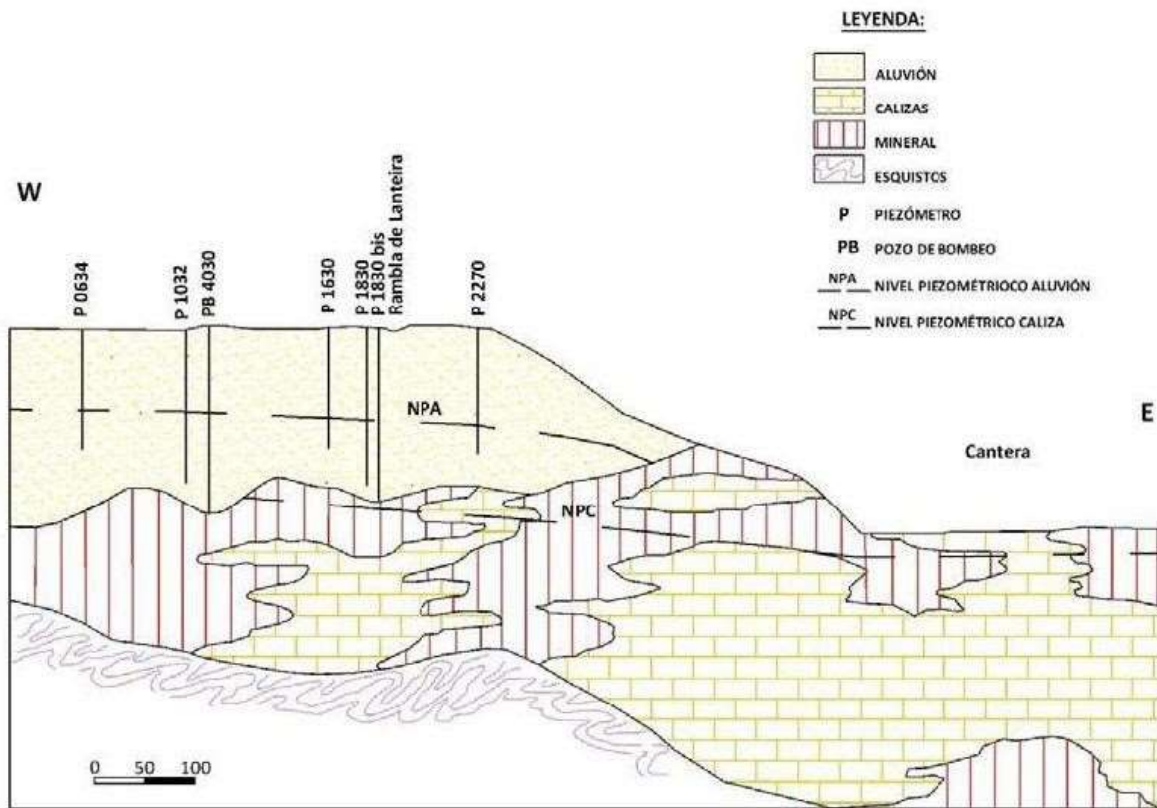 LEYENDA:
ALUVIÓN
CALIZAS
MINERAL
ESQUISTOS
P PIEZÓMETRO
PB POZO DE BOMBEO
NPA NIVEL PIEZOMÉTRIOCO ALUVIÓN
NPC NIVEL PIEZOMÉTRICO CALIZA
W
P 0634
P 1032
PB 4030
P 1630
P 1830
P 1830 bis
Rambla de Lanteira
P 2270
NPA
E
Cantera
NPC
0 50 100